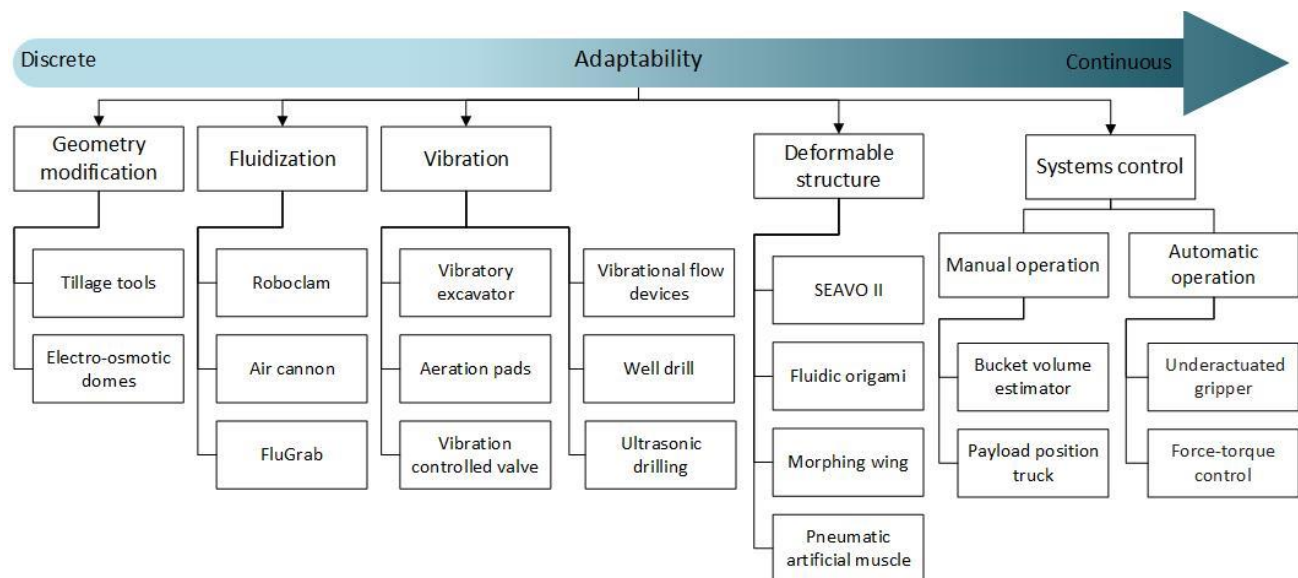 Discrete
Adaptability
Continuous
Geometry
modification
Fluidization
Vibration
Deformable
structure
Systems control
Tillage tools
Electro-osmotic
domes
Roboclam
Air cannon
FluGrab
Vibratory
excavator
Aeration pads
Vibration
controlled valve
Vibrational flow
devices
Well drill
Ultrasonic
drilling
SEAVO II
Fluidic origami
Morphing wing
Pneumatic
artificial muscle
Manual operation
Bucket volume
estimator
Payload position
truck
Automatic
operation
Underactuated
gripper
Force-torque
control